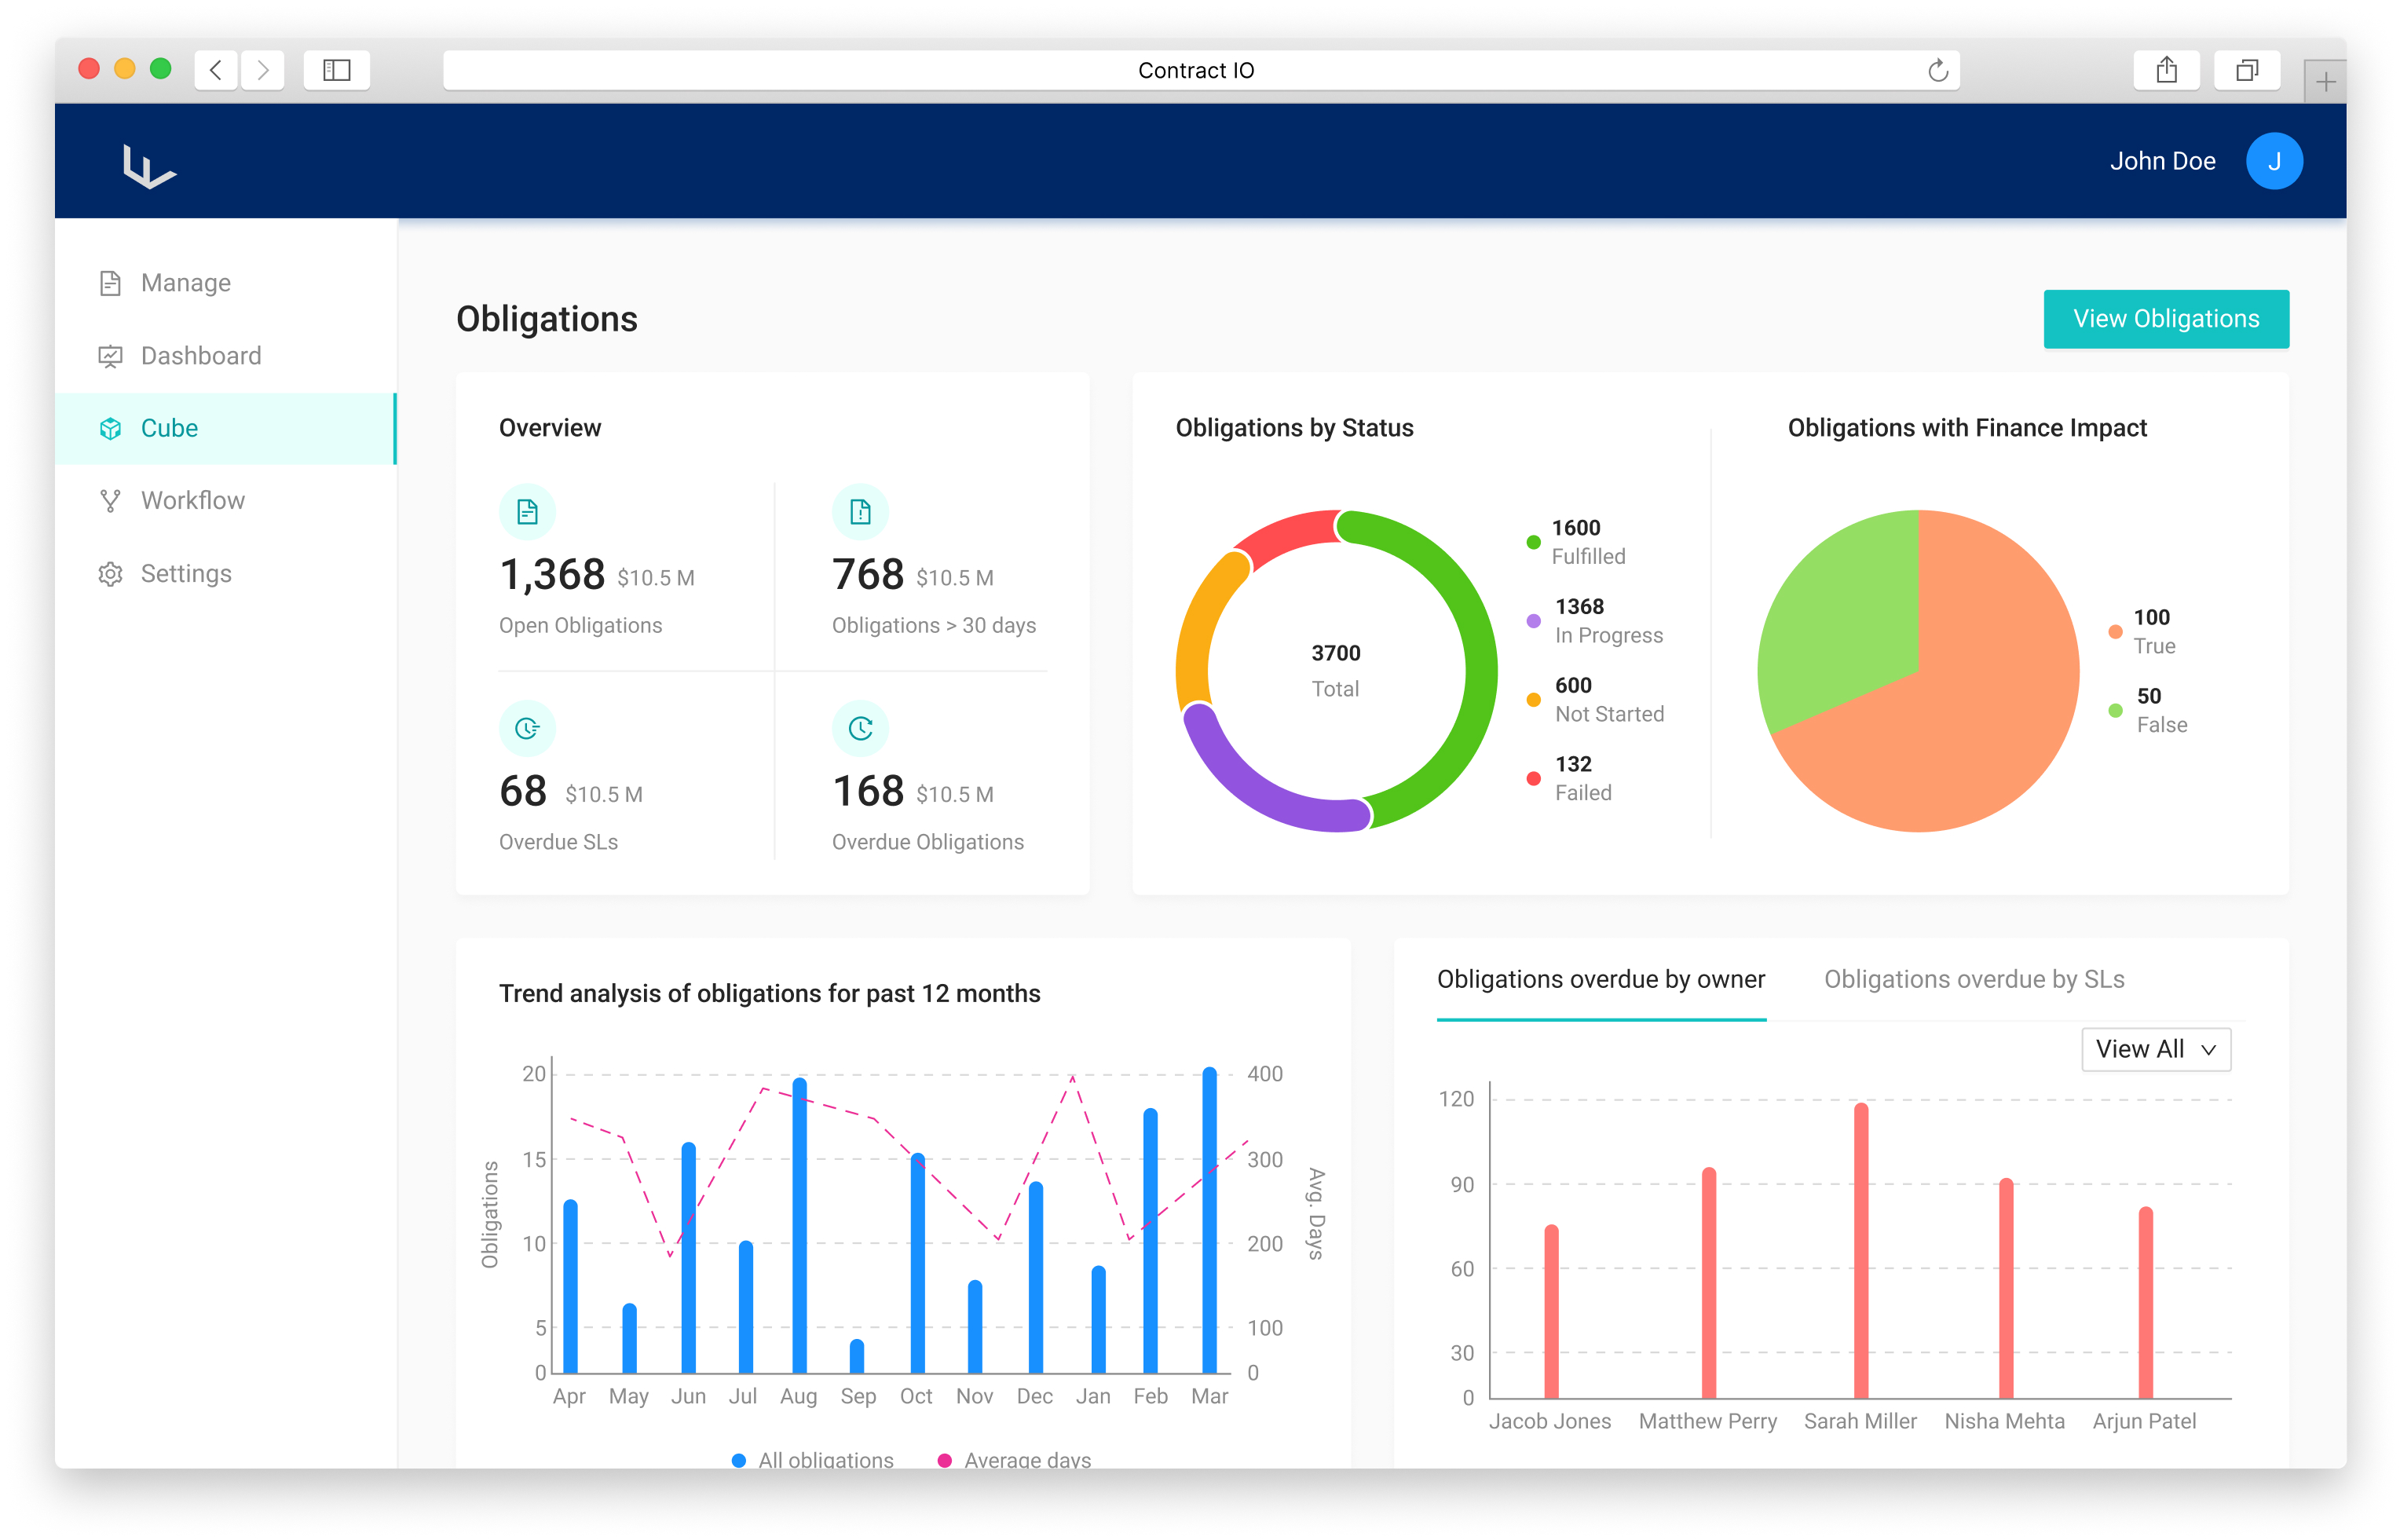 Contract IO
John Doe
J
Manage
Dashboard
Cube
Workflow
Settings
Obligations
View Obligations
Overview
1,368 $10.5 M
Open Obligations
768 $10.5 M
Obligations > 30 days
68 $10.5 M
Overdue SLs
168 $10.5 M
Overdue Obligations
Obligations by Status
3700
Total
1600
Fulfilled
1368
In Progress
600
Not Started
132
Failed
Obligations with Finance Impact
100
True
50
False
Trend analysis of obligations for past 12 months
Obligations
20
15
10
5
0
400
300
200
100
0
Avg. Days
Apr May Jun Jul Aug Sep Oct Nov Dec Jan Feb Mar
All obligations Average days
Obligations overdue by owner
Obligations overdue by SLs
View All
120
90
60
30
0
Jacob Jones Matthew Perry Sarah Miller Nisha Mehta Arjun Patel